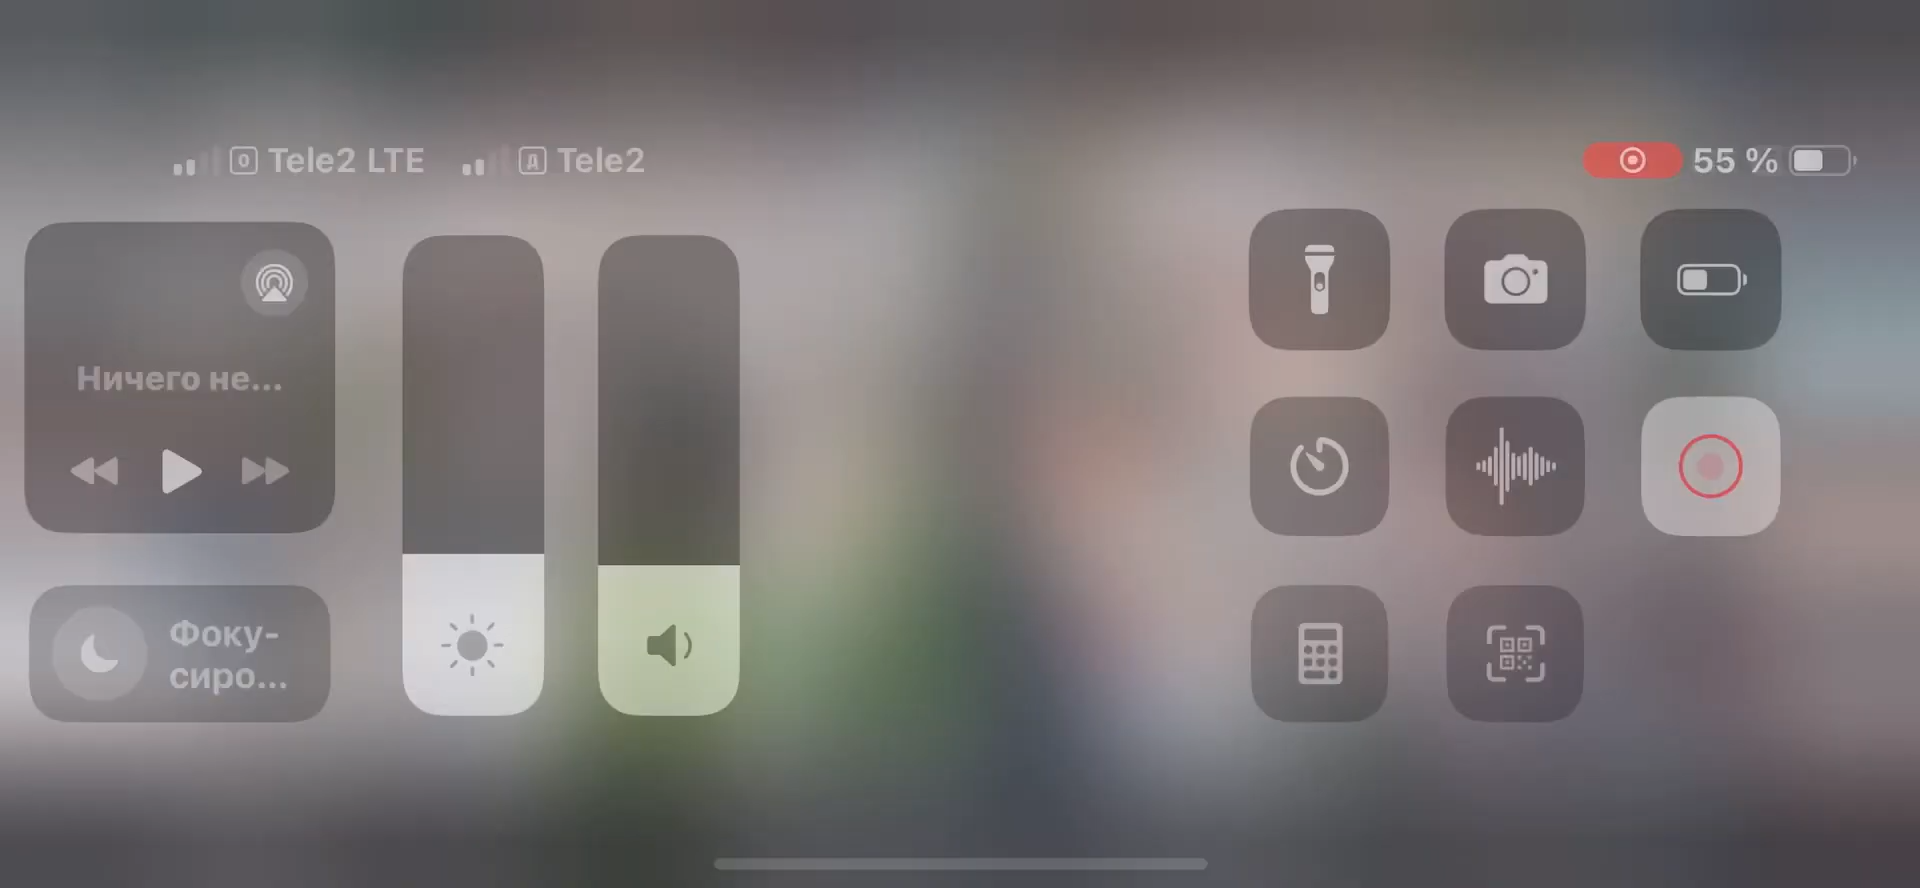 О Tele2 LTE Д Tele2
55 %
Ничего не...
Фоку-
сиро...